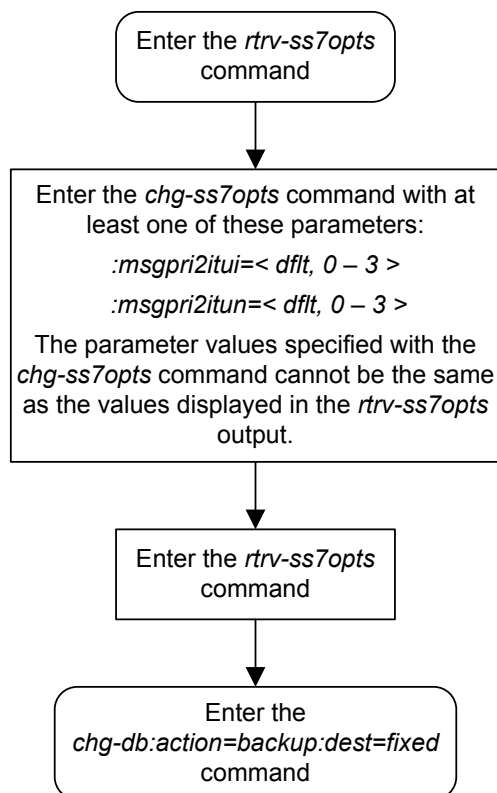 Enter the rtrv-ss7opts
command
Enter the chg-ss7opts command with at
least one of these parameters:
:msgpri2itui=< dflt, 0 – 3 >
:msgpri2itun=< dflt, 0 – 3 >
The parameter values specified with the
chg-ss7opts command cannot be the same
as the values displayed in the rtrv-ss7opts
output.
Enter the rtrv-ss7opts
command
Enter the
chg-db:action=backup:dest=fixed
command